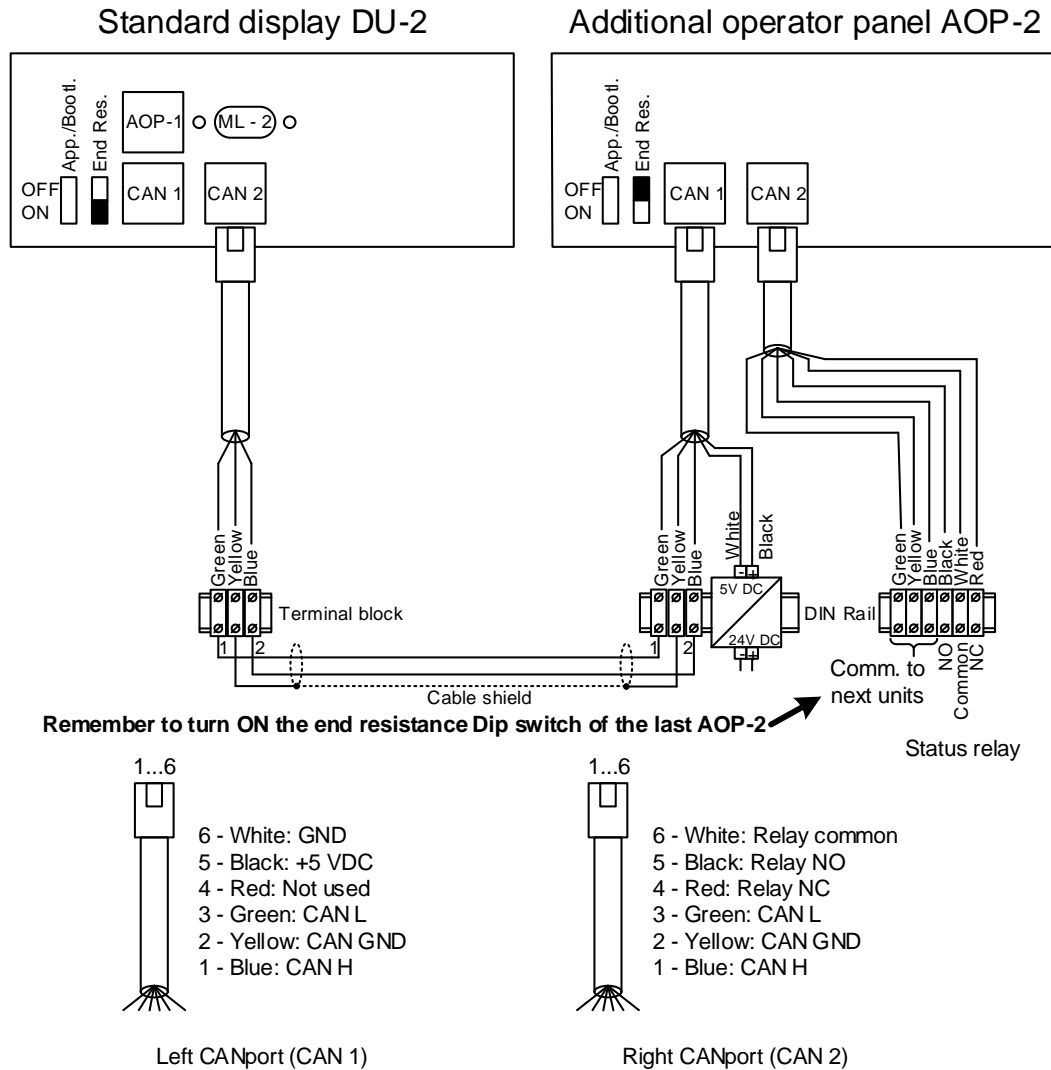 Standard display DU-2
Additional operator panel AOP-2
App./Bootl.
End Res.
AOP-1
ML - 2
OFF
ON
CAN 1
CAN 2
App./Bootl.
End Res.
OFF
ON
CAN 1
CAN 2
Green
Yellow
Blue
Terminal block
1
2
Green
Yellow
Blue
White
Black
- +
5V DC
24V DC
- +
1
2
DIN Rail
Green
Yellow
Blue
Black
White
Red
NO
Common
NC
Comm. to
next units
Status relay
Cable shield
Remember to turn ON the end resistance Dip switch of the last AOP-2
1...6
6 - White: GND
5 - Black: +5 VDC
4 - Red: Not used
3 - Green: CAN L
2 - Yellow: CAN GND
1 - Blue: CAN H
Left CANport (CAN 1)
1...6
6 - White: Relay common
5 - Black: Relay NO
4 - Red: Relay NC
3 - Green: CAN L
2 - Yellow: CAN GND
1 - Blue: CAN H
Right CANport (CAN 2)